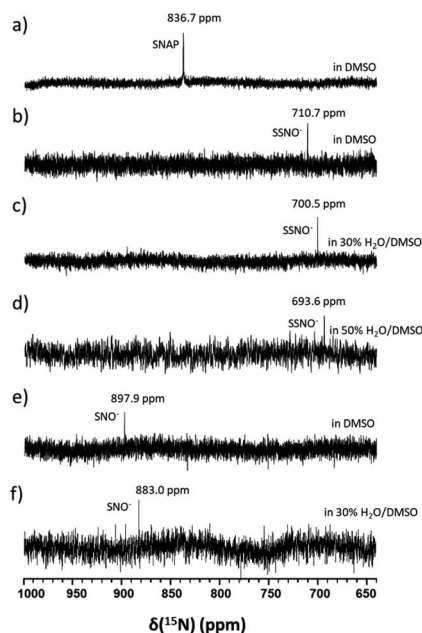 a)
836.7 ppm
SNAP
in DMSO
b)
710.7 ppm
SSNO⁻
in DMSO
c)
700.5 ppm
SSNO⁻
in 30% H₂O/DMSO
d)
693.6 ppm
SSNO⁻
in 50% H₂O/DMSO
e)
897.9 ppm
SNO⁻
in DMSO
f)
883.0 ppm
SNO⁻
in 30% H₂O/DMSO
1000 950 900 850 800 750 700 650
δ(¹⁵N) (ppm)